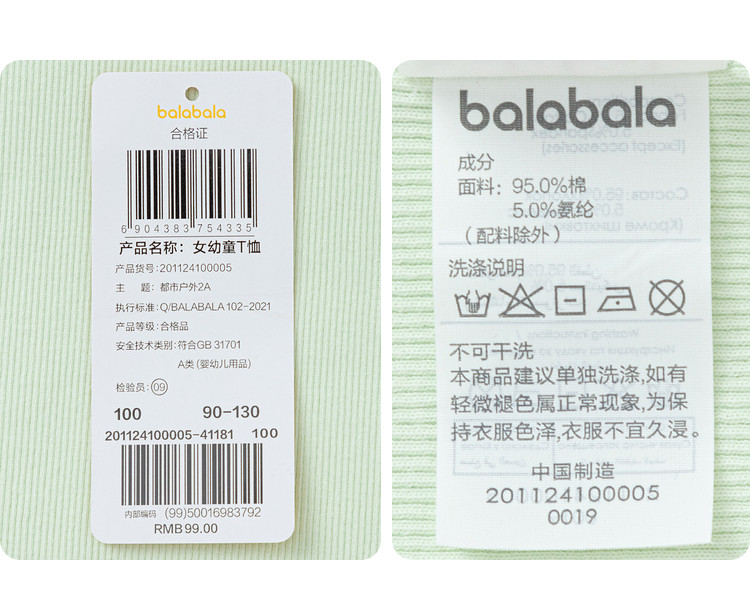 balabala
合格证
6 904383 754335
产品名称：女幼童T恤
产品货号:201124100005
主 题：都市户外2A
执行标准:Q/BALABALA 102-2021
产品等级:合格品
安全技术类别:符合GB 31701
A类 (婴幼儿用品)
检验员:09
100 90-130
201124100005-41181 100
内部编码 (99)50016983792
RMB 99.00
balabala
成分
面料：95.0%棉
5.0%氨纶
（配料除外）
洗涤说明
不可干洗
本商品建议单独洗涤,如有
轻微褪色属正常现象,为保
持衣服色泽,衣服不宜久浸。
中国制造
201124100005
0019